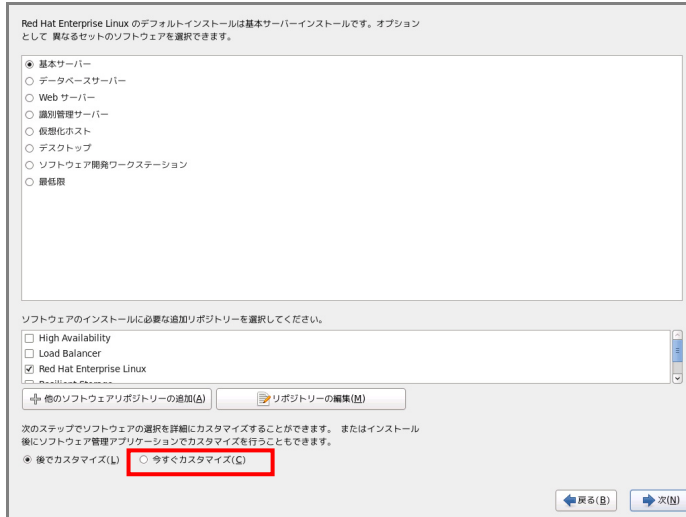 Red Hat Enterprise Linux のデフォルトインストールは基本サーバーインストールです。オプション
として 異なるセットのソフトウェアを選択できます。
基本サーバー
データベースサーバー
Web サーバー
識別管理サーバー
仮想化ホスト
デスクトップ
ソフトウェア開発ワークステーション
最低限
ソフトウェアのインストールに必要な追加リポジトリーを選択してください。
High Availability
Load Balancer
Red Hat Enterprise Linux
他のソフトウェアリポジトリーの追加(A)
リポジトリーの編集(M)
次のステップでソフトウェアの選択を詳細にカスタマイズすることができます。 またはインストール
後にソフトウェア管理アプリケーションでカスタマイズを行うこともできます。
後でカスタマイズ(L)
今すぐカスタマイズ(C)
戻る(B)
次(N)